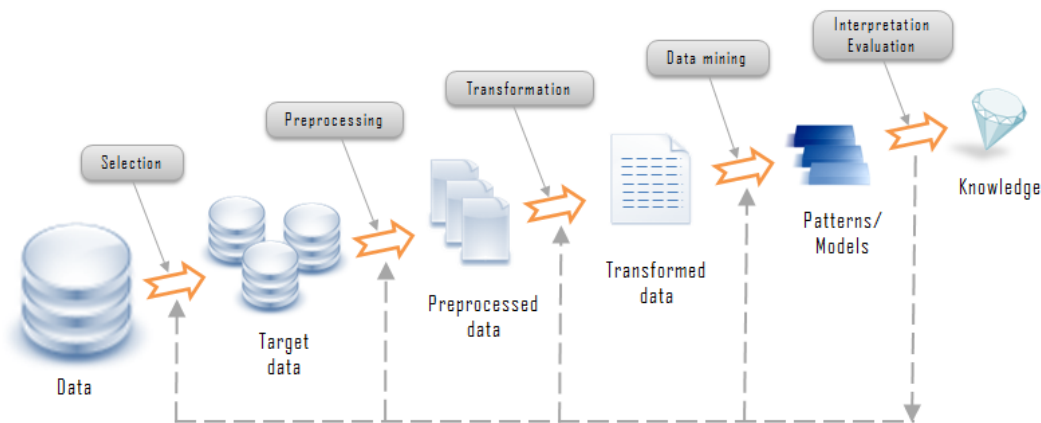 Interpretation
Evaluation
Data mining
Transformation
Preprocessing
Selection
Knowledge
Patterns/
Models
Transformed
data
Preprocessed
data
Target
data
Data